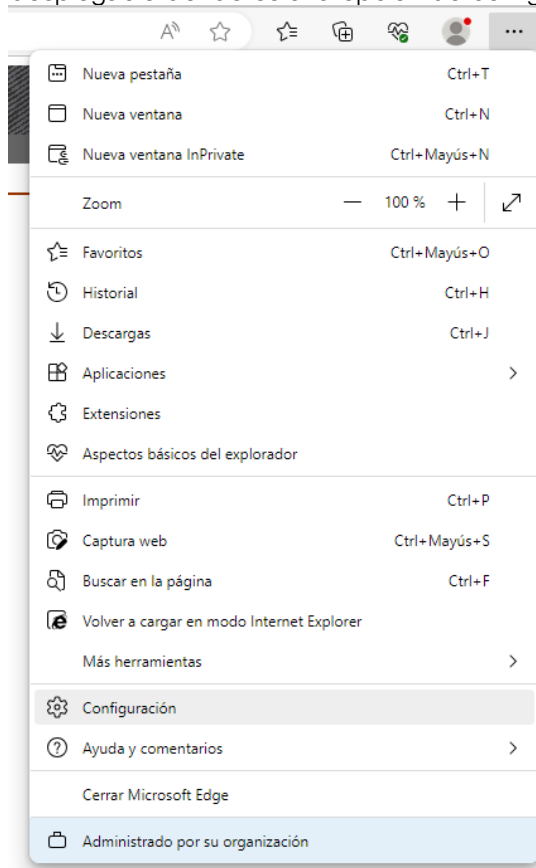 Nueva pestaña Ctrl+T
Nueva ventana Ctrl+N
Nueva ventana InPrivate Ctrl+Mayús+N
Zoom — 100 % +
Favoritos Ctrl+Mayús+O
Historial Ctrl+H
Descargas Ctrl+J
Aplicaciones
Extensiones
Aspectos básicos del explorador
Imprimir Ctrl+P
Captura web Ctrl+Mayús+S
Buscar en la página Ctrl+F
Volver a cargar en modo Internet Explorer
Más herramientas
Configuración
Ayuda y comentarios
Cerrar Microsoft Edge
Administrado por su organización